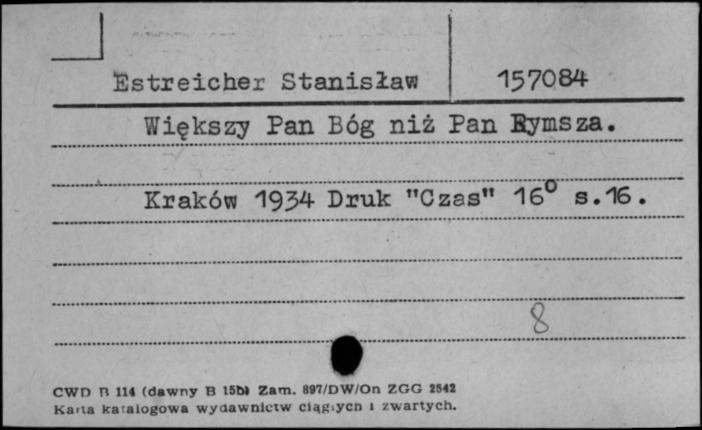 Estreicher Stanisław 157084
Większy Pan Bóg niż Pan Rymsza.
Kraków 1934 Druk "Czas" 16° s.16.
8
CWD B 114 (dawny B 15b) Zam. 897/DW/On ZGG 2542
Karta katalogowa wydawnictw ciągłych i zwartych.